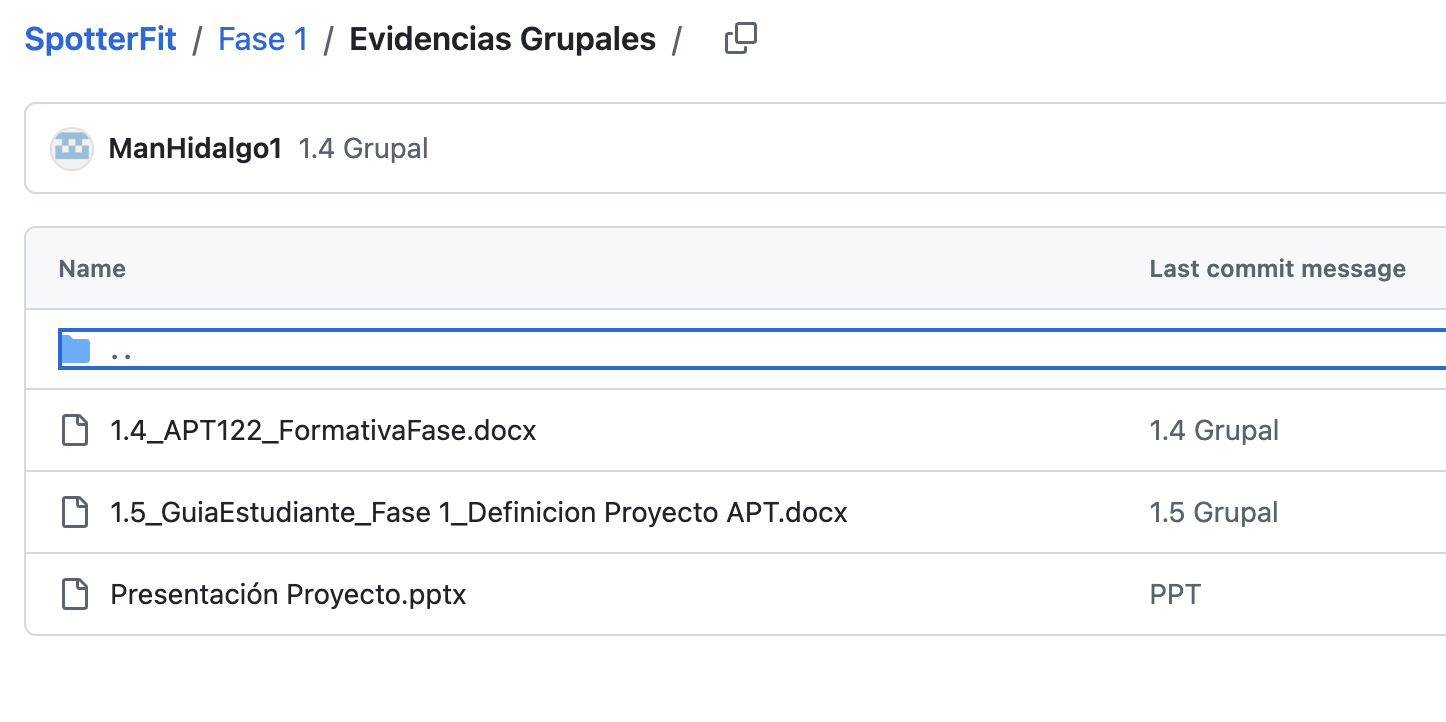 SpotterFit / Fase 1 / Evidencias Grupales /
ManHidalgo1 1.4 Grupal
Name Last commit message
..
1.4_APT122_FormativaFase.docx 1.4 Grupal
1.5_GuiaEstudiante_Fase 1_Definicion Proyecto APT.docx 1.5 Grupal
Presentación Proyecto.pptx PPT